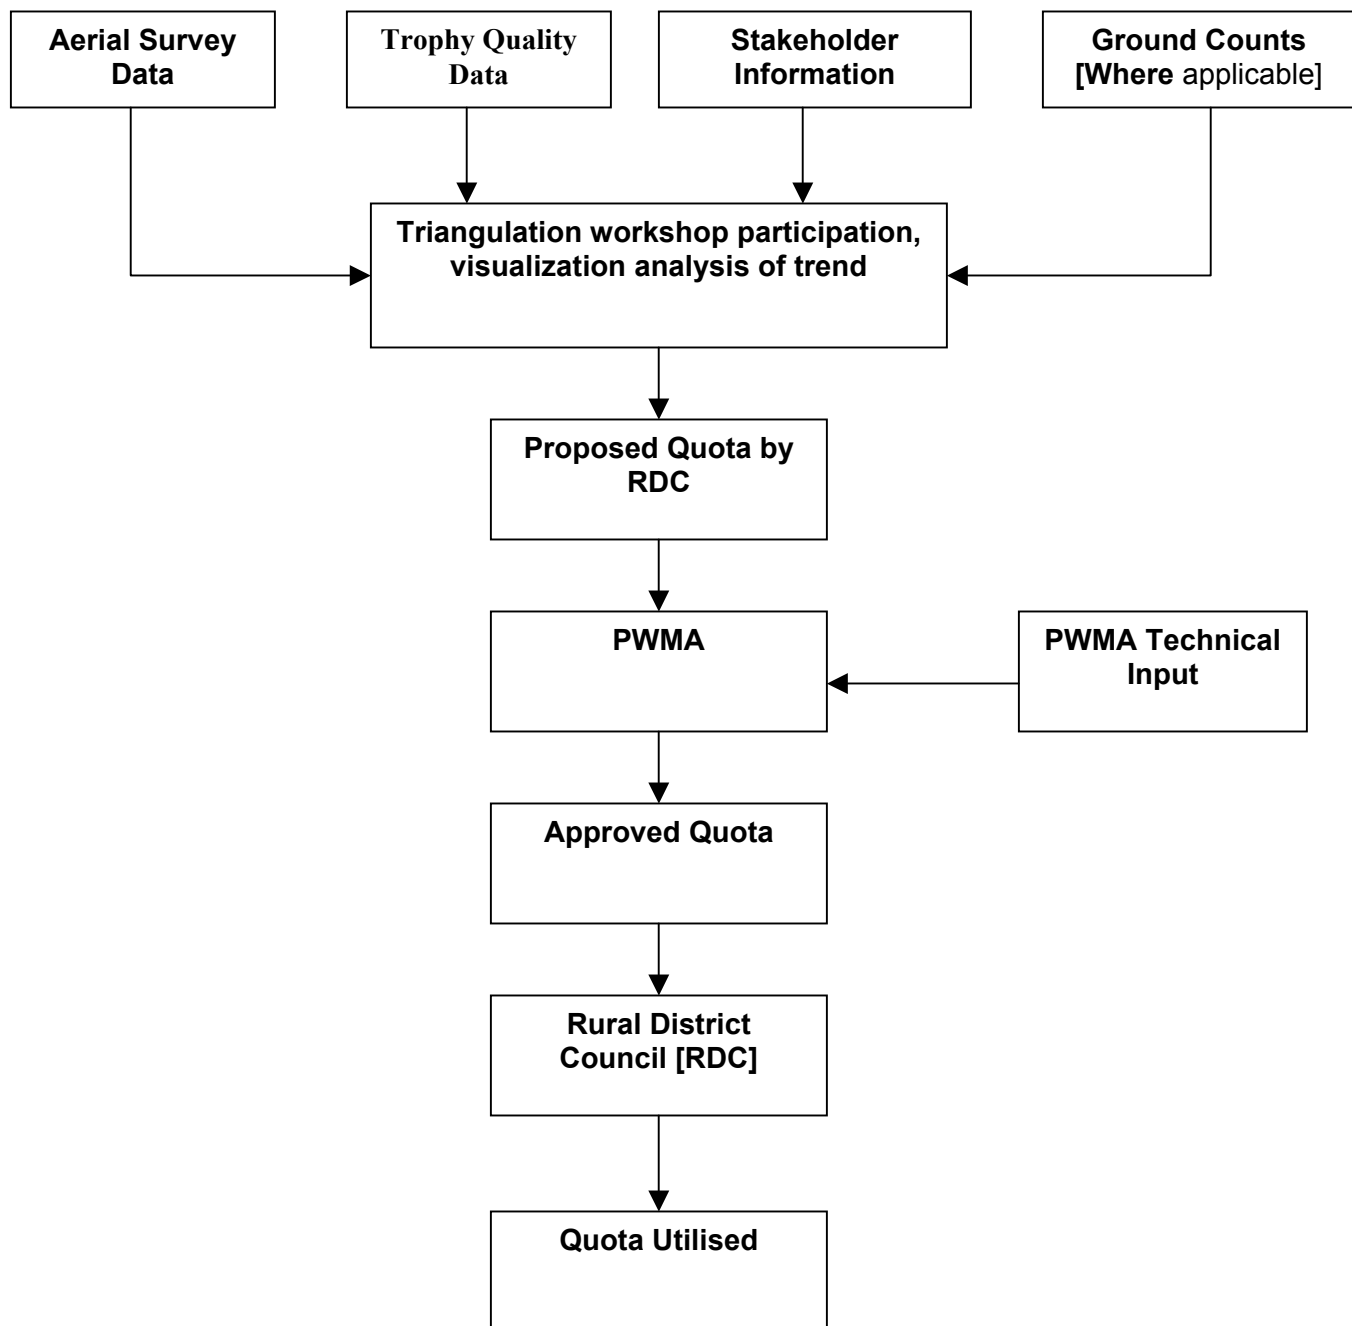 Aerial Survey
Data
Trophy Quality
Data
Stakeholder
Information
Ground Counts
[Where applicable]
Triangulation workshop participation,
visualization analysis of trend
Proposed Quota by
RDC
PWMA
PWMA Technical
Input
Approved Quota
Rural District
Council [RDC]
Quota Utilised